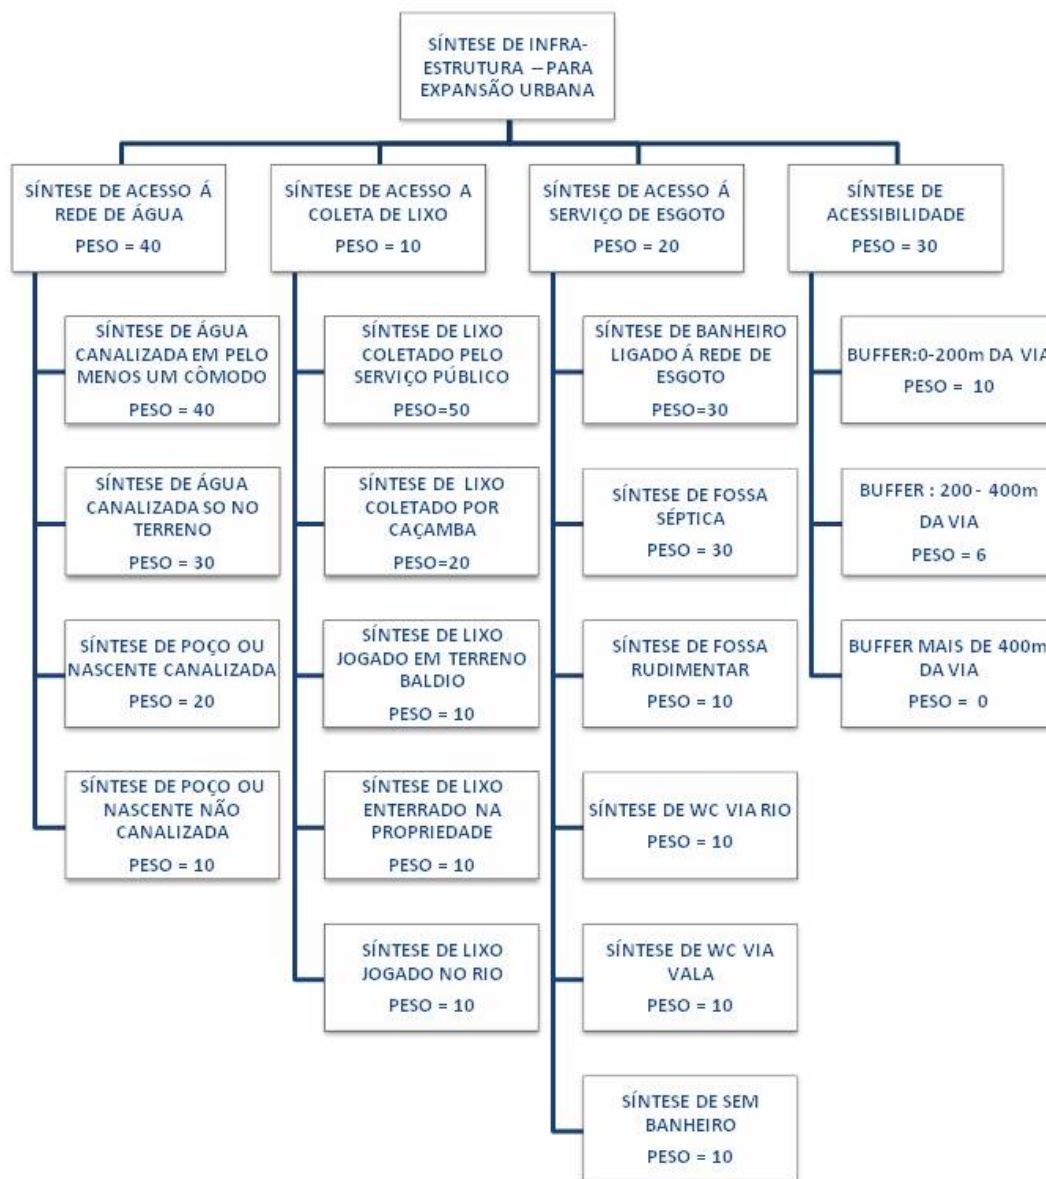 SÍNTESE DE INFRA-
ESTRUTURA – PARA
EXPANSÃO URBANA
SÍNTESE DE ACESSO Á
REDE DE ÁGUA
PESO = 40
SÍNTESE DE ACESSO A
COLETA DE LIXO
PESO = 10
SÍNTESE DE ACESSO Á
SERVIÇO DE ESGOTO
PESO = 20
SÍNTESE DE
ACESSIBILIDADE
PESO = 30
SÍNTESE DE ÁGUA
CANALIZADA EM PELO
MENOS UM CÔMODO
PESO = 40
SÍNTESE DE ÁGUA
CANALIZADA SO NO
TERRENO
PESO = 30
SÍNTESE DE POÇO OU
NASCENTE CANALIZADA
PESO = 20
SÍNTESE DE POÇO OU
NASCENTE NÃO
CANALIZADA
PESO = 10
SÍNTESE DE LIXO
COLETADO PELO
SERVIÇO PÚBLICO
PESO=50
SÍNTESE DE LIXO
COLETADO POR
CAÇAMBA
PESO=20
SÍNTESE DE LIXO
JOGADO EM TERRENO
BALDIO
PESO = 10
SÍNTESE DE LIXO
ENTERRADO NA
PROPRIEDADE
PESO = 10
SÍNTESE DE LIXO
JOGADO NO RIO
PESO = 10
SÍNTESE DE BANHEIRO
LIGADO Á REDE DE
ESGOTO
PESO=30
SÍNTESE DE FOSSA
SÉPTICA
PESO = 30
SÍNTESE DE FOSSA
RUDIMENTAR
PESO = 10
SÍNTESE DE WC VIA RIO
PESO = 10
SÍNTESE DE WC VIA
VALA
PESO = 10
SÍNTESE DE SEM
BANHEIRO
PESO = 10
BUFFER:0-200m DA VIA
PESO = 10
BUFFER : 200 - 400m
DA VIA
PESO = 6
BUFFER MAIS DE 400m
DA VIA
PESO = 0